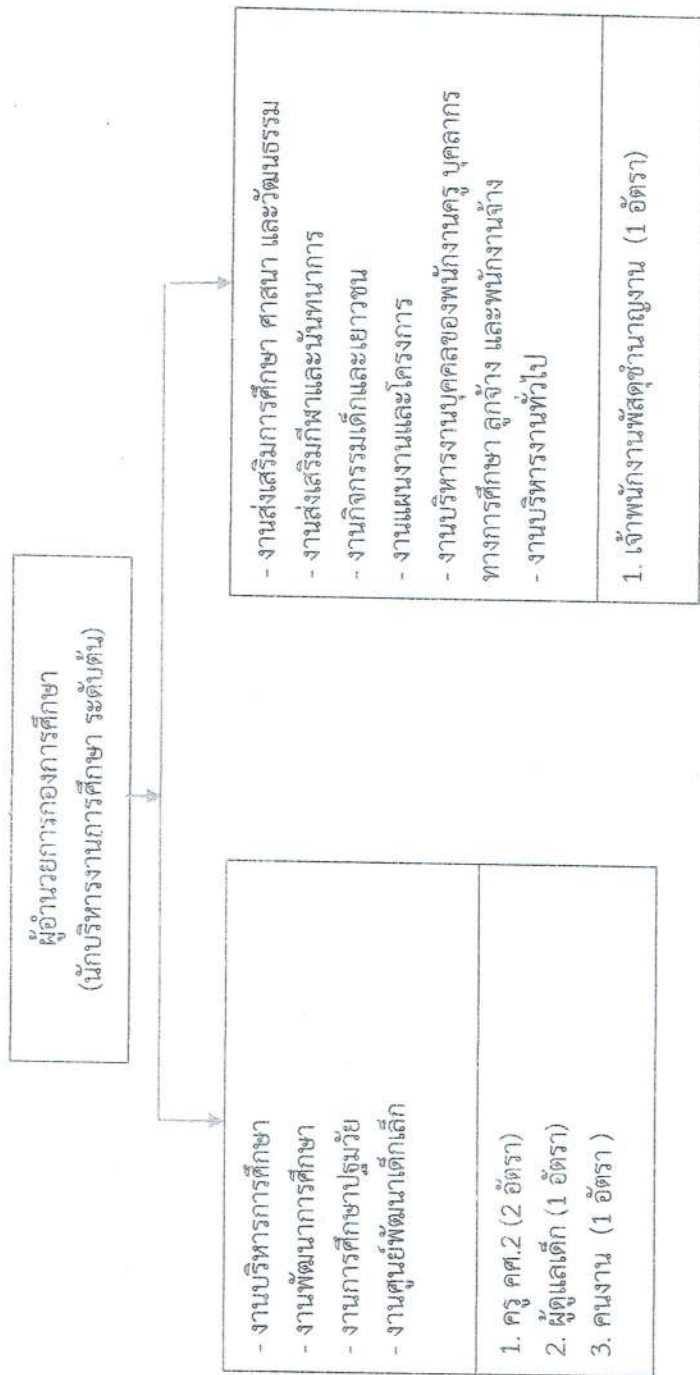 ผู้อำนวยการกองการศึกษา
(นักบริหารงานการศึกษา ระดับต้น)
- งานบริหารการศึกษา
- งานพัฒนาการศึกษา
- งานการศึกษาปฐมวัย
- งานศูนย์พัฒนาเด็กเล็ก
1. ครู คศ.2 (2 อัตรา)
2. ผู้ดูแลเด็ก (1 อัตรา)
3. คนงาน (1 อัตรา )
- งานส่งเสริมการศึกษา ศาสนา และวัฒนธรรม
- งานส่งเสริมกีฬาและนันทนาการ
- งานกิจกรรมเด็กและเยาวชน
- งานแผนงานและโครงการ
- งานบริหารงานบุคคลของพนักงานครู บุคลากร
ทางการศึกษา ลูกจ้าง และพนักงานจ้าง
- งานบริหารงานทั่วไป
1. เจ้าพนักงานพัสดุชำนาญงาน (1 อัตรา)